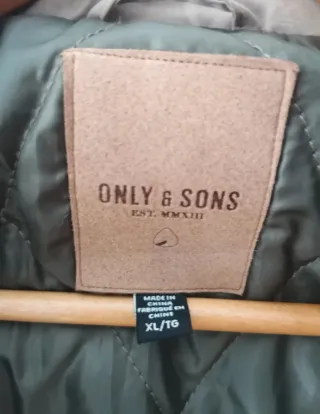 ONLY & SONS
EST. MMXIII
MADE IN
CHINA
FABRIQUÉ EN
CHINE
XL/TG